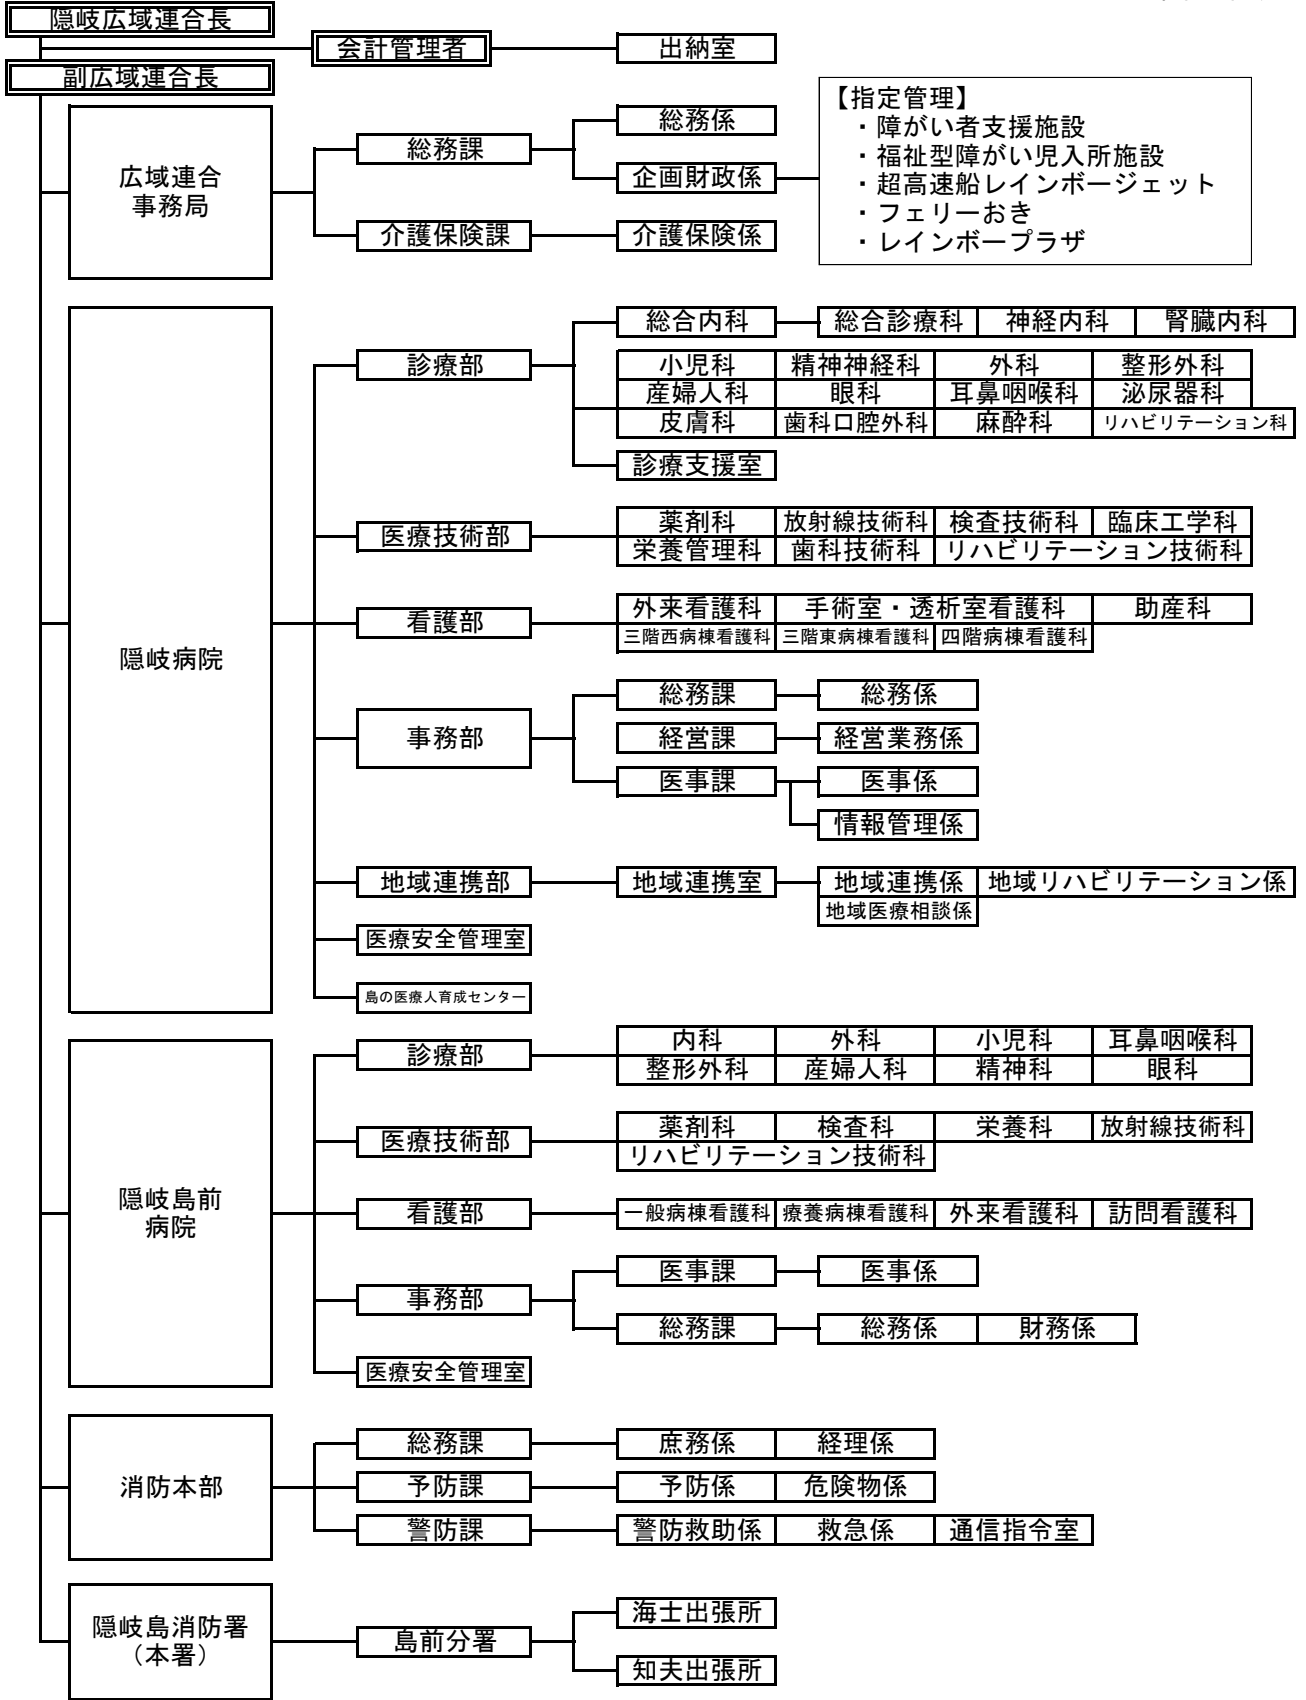 隠岐広域連合長
会計管理者
出納室
副広域連合長
広域連合
事務局
総務課
総務係
企画財政係
介護保険課
介護保険係
【指定管理】
・障がい者支援施設
・福祉型障がい児入所施設
・超高速船レインボージェット
・フェリーおき
・レインボープラザ
隠岐病院
診療部
総合内科
総合診療科 神経内科 腎臓内科
小児科 精神神経科 外科 整形外科
産婦人科 眼科 耳鼻咽喉科 泌尿器科
皮膚科 歯科口腔外科 麻酔科 リハビリテーション科
診療支援室
医療技術部
薬剤科 放射線技術科 検査技術科 臨床工学科
栄養管理科 歯科技術科 リハビリテーション技術科
看護部
外来看護科 手術室・透析室看護科 助産科
三階西病棟看護科 三階東病棟看護科 四階病棟看護科
事務部
総務課 総務係
経営課 経営業務係
医事課 医事係
情報管理係
地域連携部 地域連携室 地域連携係 地域リハビリテーション係
地域医療相談係
医療安全管理室
島の医療人育成センター
隠岐島前
病院
診療部
内科 外科 小児科 耳鼻咽喉科
整形外科 産婦人科 精神科 眼科
医療技術部
薬剤科 検査科 栄養科 放射線技術科
リハビリテーション技術科
看護部
一般病棟看護科 療養病棟看護科 外来看護科 訪問看護科
事務部
医事課 医事係
総務課 総務係 財務係
医療安全管理室
消防本部
総務課 庶務係 経理係
予防課 予防係 危険物係
警防課 警防救助係 救急係 通信指令室
隠岐島消防署
（本署）
島前分署
海士出張所
知夫出張所